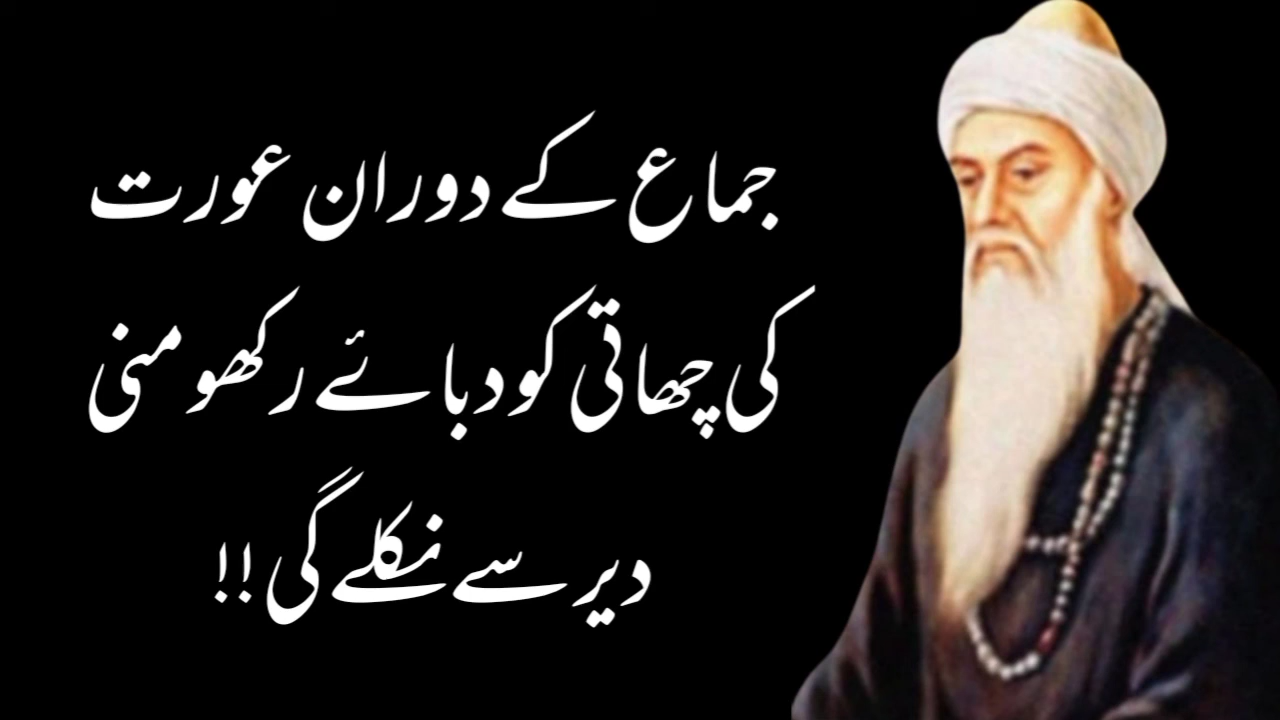 جماع کے دوران عورت
کی چھاتی کو دبائے رکھو منی
دیر سے نکلے گی !!